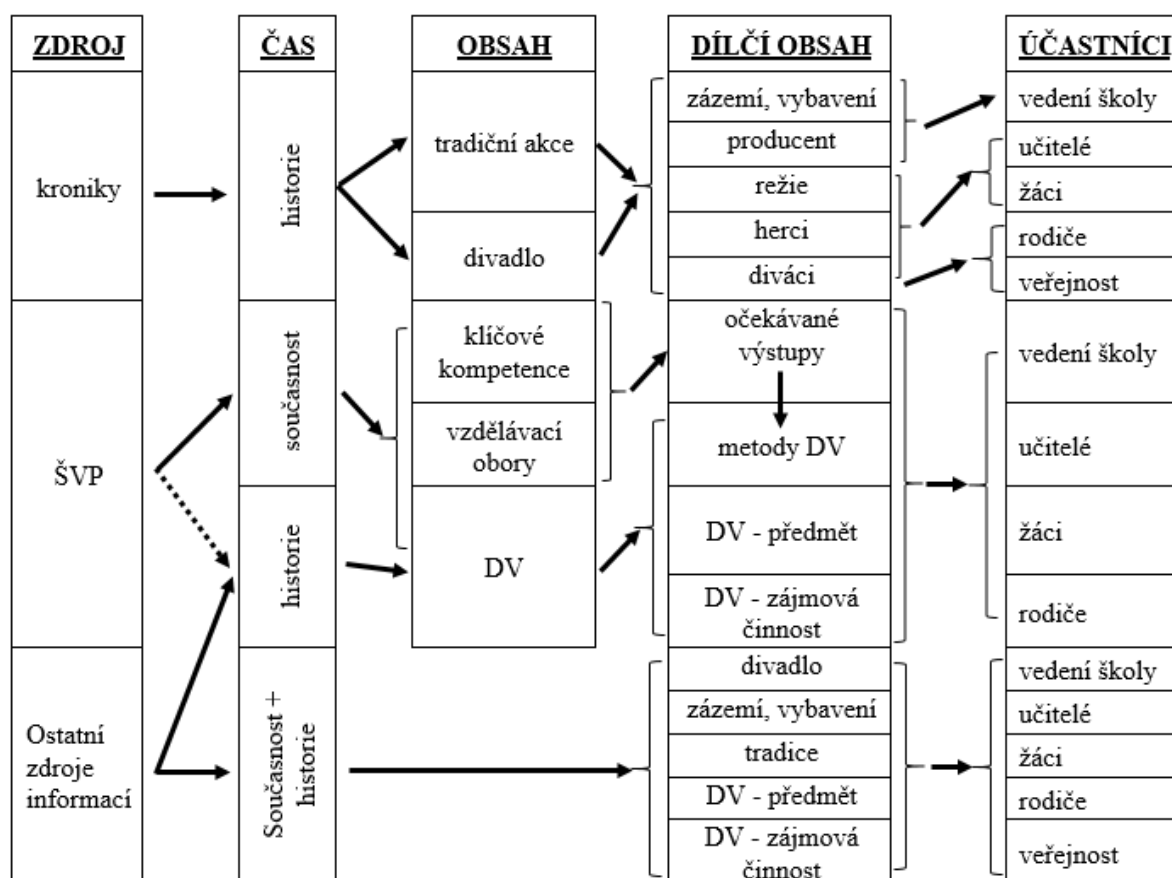 ZDROJ
ČAS
OBSAH
DÍLČÍ OBSAH
ÚČASTNÍCI
kroniky
historie
tradiční akce
divadlo
zázemí, vybavení
producent
režie
herci
diváci
vedení školy
učitelé
žáci
rodiče
veřejnost
ŠVP
současnost
historie
klíčové
kompetence
vzdělávací
obory
DV
očekávané
výstupy
metody DV
DV - předmět
DV - zájmová
činnost
vedení školy
učitelé
žáci
rodiče
Ostatní
zdroje
informací
Současnost +
historie
divadlo
zázemí, vybavení
tradice
DV - předmět
DV - zájmová
činnost
vedení školy
učitelé
žáci
rodiče
veřejnost